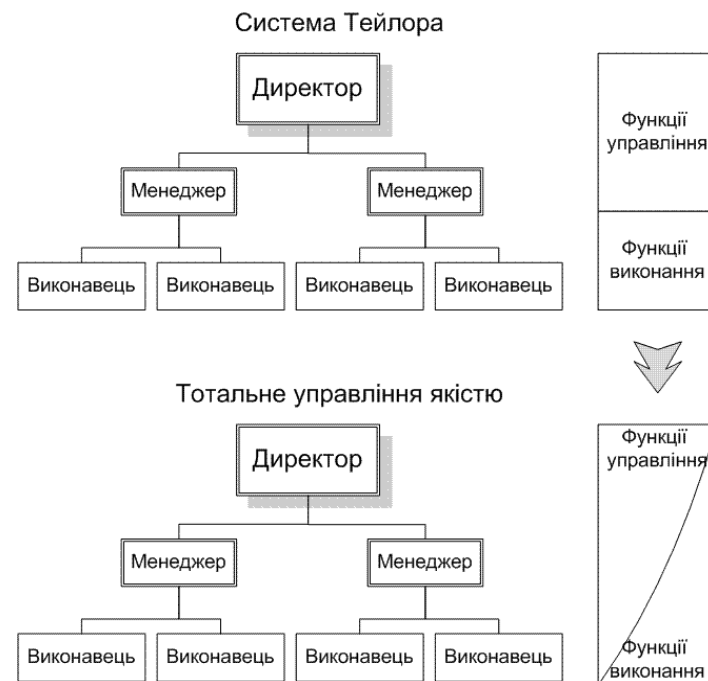 Система Тейлора
Директор
Функції
управління
Менеджер
Менеджер
Функції
виконання
Виконавець
Виконавець
Виконавець
Виконавець
Тотальне управління якістю
Функції
управління
Директор
Менеджер
Менеджер
Виконавець
Виконавець
Виконавець
Виконавець
Функції
виконання